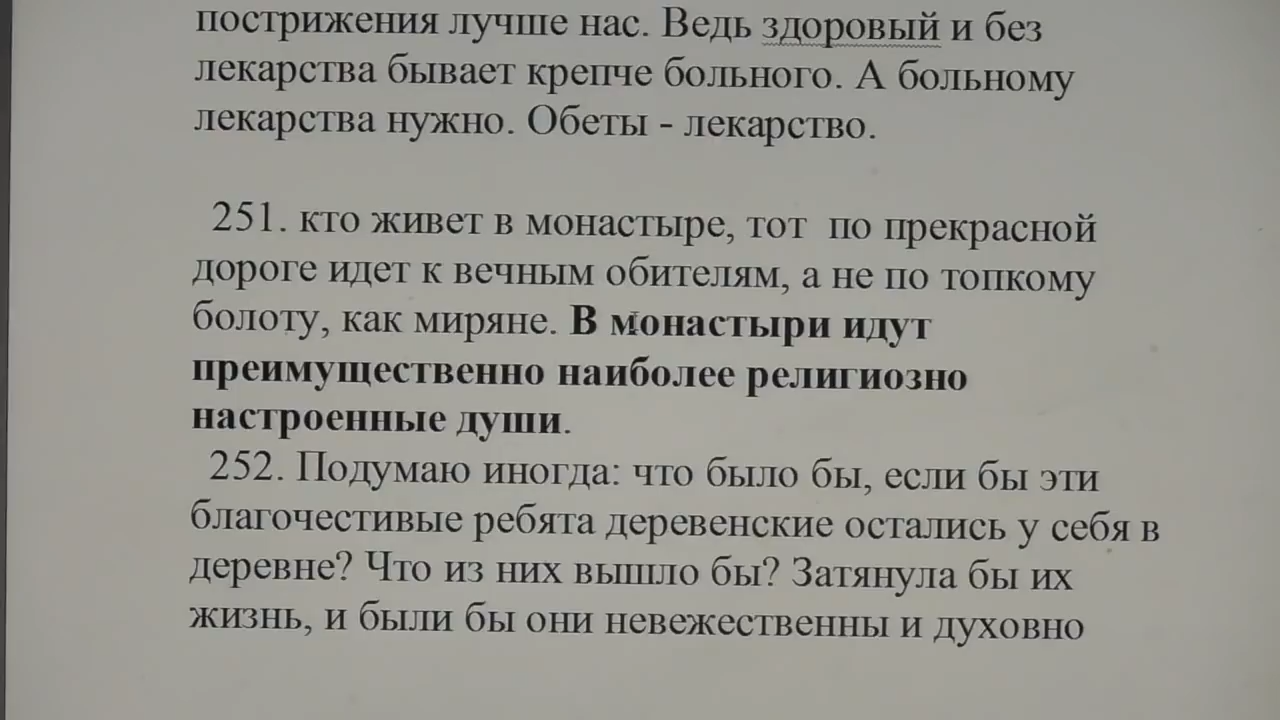 пострижения лучше нас. Ведь здоровый и без
лекарства бывает крепче больного. А больному
лекарства нужно. Обеты - лекарство.
251. кто живет в монастыре, тот по прекрасной
дороге идет к вечным обителям, а не по топкому
болоту, как миряне. В монастыри идут
преимущественно наиболее религиозно
настроенные души.
252. Подумаю иногда: что было бы, если бы эти
благочестивые ребята деревенские остались у себя в
деревне? Что из них вышло бы? Затянула бы их
жизнь, и были бы они невежественны и духовно